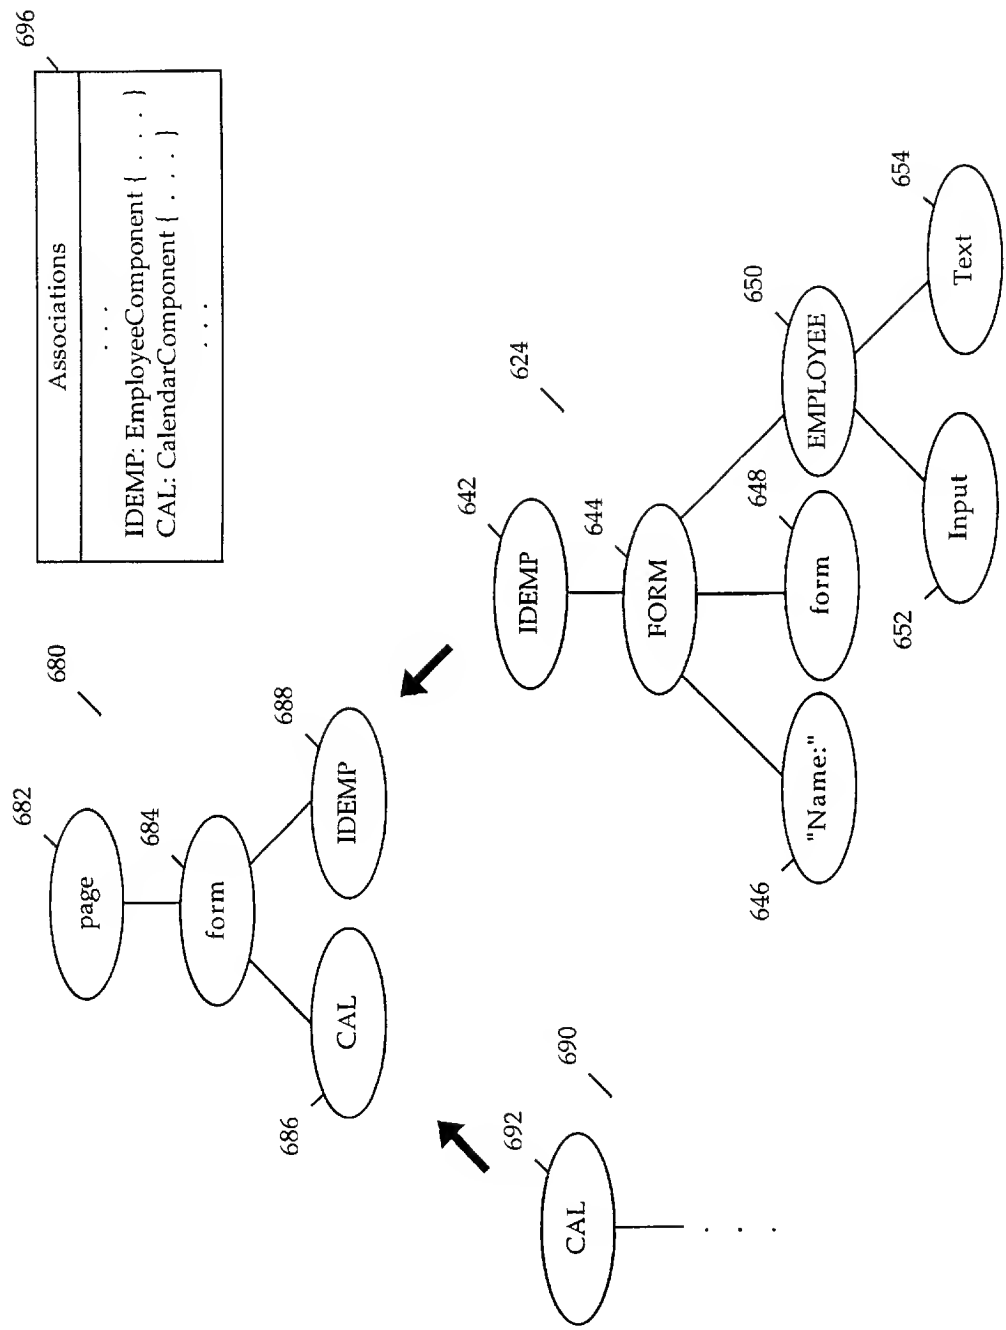 696
Associations
. . .
IDEMP: EmployeeComponent { . . . . }
CAL: CalendarComponent { . . . . }
. . .
680
682
page
684
form
686
CAL
688
IDEMP
690
692
CAL
. . .
624
642
IDEMP
644
FORM
646
"Name:"
648
form
650
EMPLOYEE
652
Input
654
Text